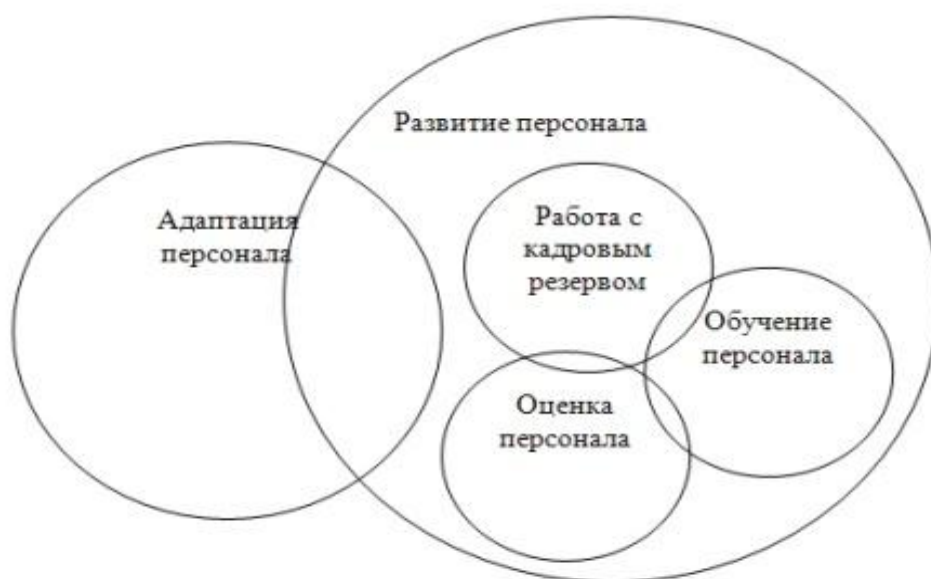 Развитие персонала
Адаптация
персонала
Работа с
кадровым
резервом
Обучение
персонала
Оценка
персонала